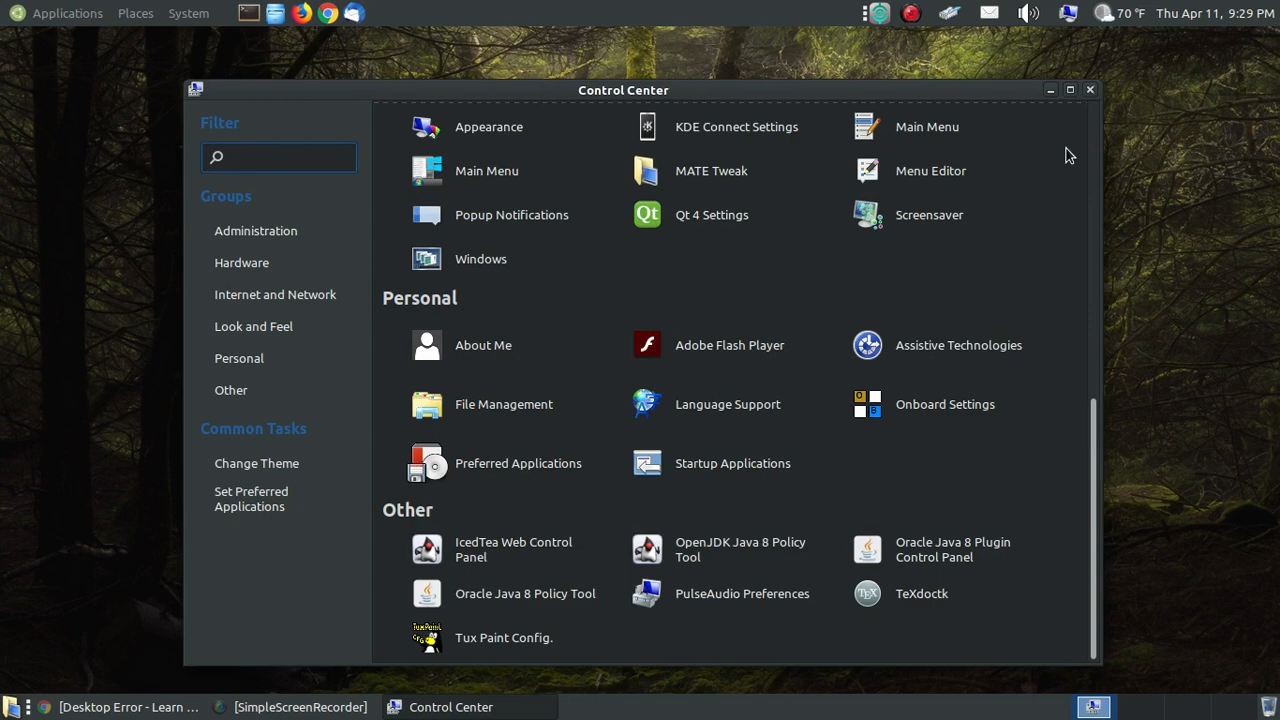 Applications Places System 70 °F Thu Apr 11, 9:29 PM
Control Center
Filter
Groups
Administration
Hardware
Internet and Network
Look and Feel
Personal
Other
Common Tasks
Change Theme
Set Preferred
Applications
Appearance KDE Connect Settings Main Menu
Main Menu MATE Tweak Menu Editor
Popup Notifications Qt 4 Settings Screensaver
Windows
Personal
About Me Adobe Flash Player Assistive Technologies
File Management Language Support Onboard Settings
Preferred Applications Startup Applications
Other
IcedTea Web Control
Panel
OpenJDK Java 8 Policy
Tool
Oracle Java 8 Plugin
Control Panel
Oracle Java 8 Policy Tool PulseAudio Preferences TeXdoctk
Tux Paint Config.
[Desktop Error - Learn ... [SimpleScreenRecorder] Control Center